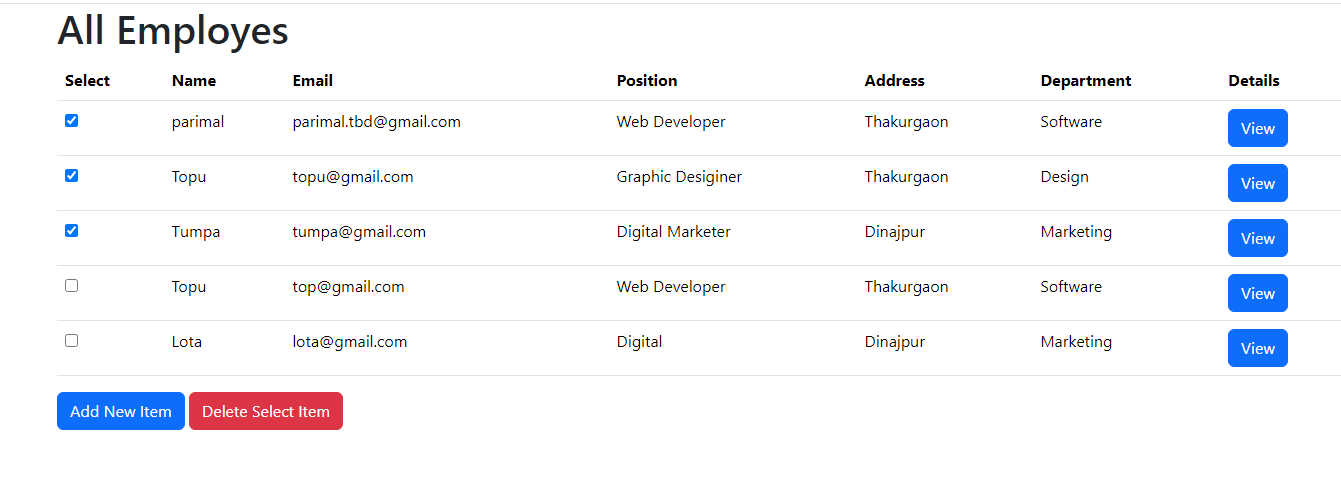 All Employes
Select Name Email Position Address Department Details
parimal parimal.tbd@gmail.com Web Developer Thakurgaon Software View
Topu topu@gmail.com Graphic Desiginer Thakurgaon Design View
Tumpa tumpa@gmail.com Digital Marketer Dinajpur Marketing View
Topu top@gmail.com Web Developer Thakurgaon Software View
Lota lota@gmail.com Digital Dinajpur Marketing View
Add New Item Delete Select Item